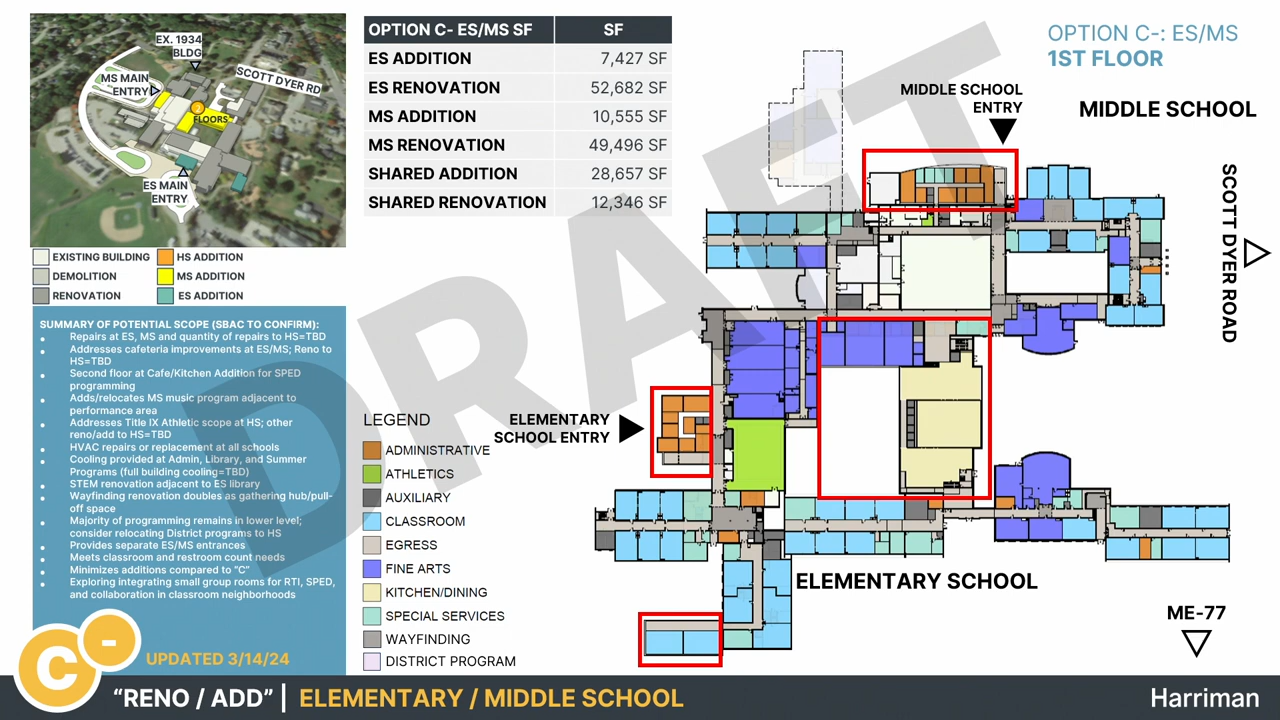 EX. 1934
BLDG
MS MAIN
ENTRY
SCOTT DYER RD
2
FLOORS
ES MAIN
ENTRY
EXISTING BUILDING
HS ADDITION
DEMOLITION
MS ADDITION
RENOVATION
ES ADDITION
SUMMARY OF POTENTIAL SCOPE (SBAC TO CONFIRM):
• Repairs at ES, MS and quantity of repairs to HS=TBD
• Addresses cafeteria improvements at ES/MS; Reno to
HS=TBD
• Second floor at Cafe/Kitchen Addition for SPED
programming
• Adds/relocates MS music program adjacent to
performance area
• Addresses Title IX Athletic scope at HS; other
reno/add to HS=TBD
• HVAC repairs or replacement at all schools
• Cooling provided at Admin, Library, and Summer
Programs (full building cooling=TBD)
• STEM renovation adjacent to ES library
• Wayfinding renovation doubles as gathering hub/pull-
off space
• Majority of programming remains in lower level;
consider relocating District programs to HS
• Provides separate ES/MS entrances
• Meets classroom and restroom count needs
• Minimizes additions compared to "C"
• Exploring integrating small group rooms for RTI, SPED,
and collaboration in classroom neighborhoods
C-
UPDATED 3/14/24
OPTION C- ES/MS SF SF
ES ADDITION 7,427 SF
ES RENOVATION 52,682 SF
MS ADDITION 10,555 SF
MS RENOVATION 49,496 SF
SHARED ADDITION 28,657 SF
SHARED RENOVATION 12,346 SF
LEGEND
ADMINISTRATIVE
ATHLETICS
AUXILIARY
CLASSROOM
EGRESS
FINE ARTS
KITCHEN/DINING
SPECIAL SERVICES
WAYFINDING
DISTRICT PROGRAM
DRAFT
OPTION C-: ES/MS
1ST FLOOR
MIDDLE SCHOOL
ENTRY
MIDDLE SCHOOL
SCOTT DYER ROAD
ELEMENTARY
SCHOOL ENTRY
ELEMENTARY SCHOOL
ME-77
"RENO / ADD" | ELEMENTARY / MIDDLE SCHOOL
Harriman